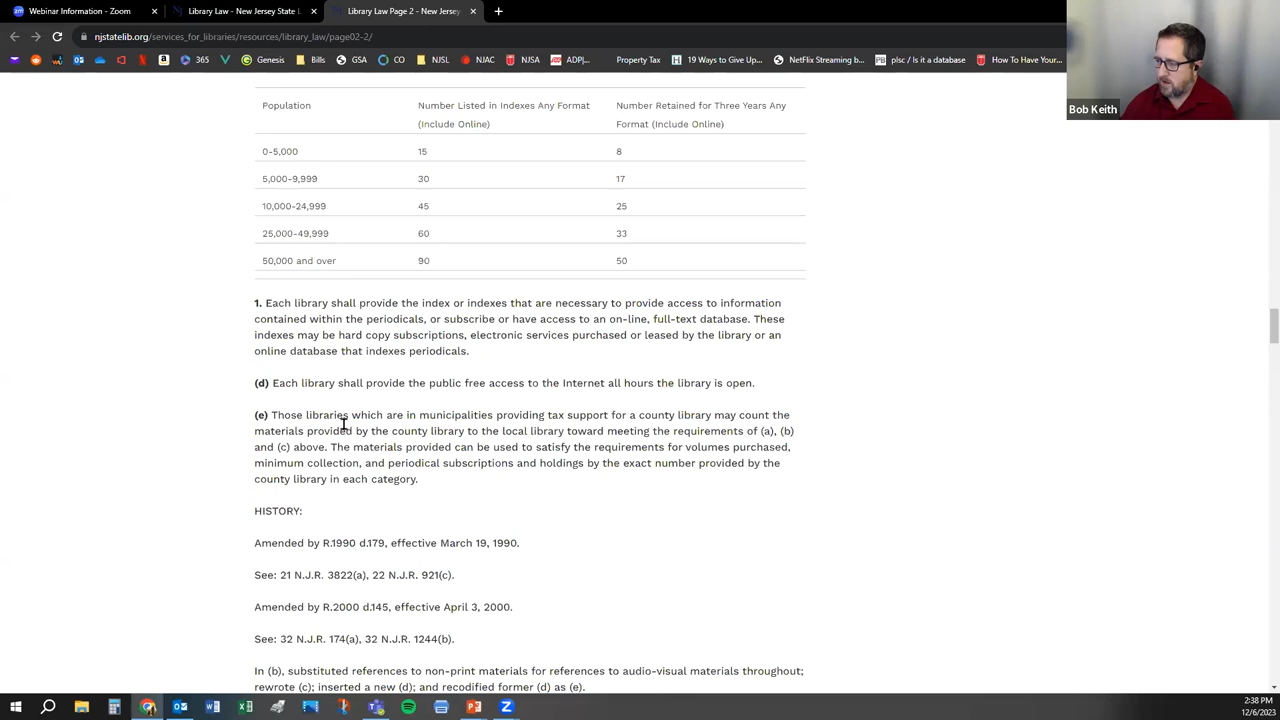 Webinar Information - Zoom
Library Law - New Jersey State L
Library Law Page 2 - New Jersey
njstatelib.org/services_for_libraries/resources/library_law/page02-2/
365
Genesis
Bills
GSA
CO
NJSL
NJAC
NJSA
ADP|...
Property Tax
19 Ways to Give Up...
NetFlix Streaming b...
plsc / Is it a database
How To Have Your...
Bob Keith
Population
Number Listed in Indexes Any Format
(Include Online)
Number Retained for Three Years Any
Format (Include Online)
0-5,000 15 8
5,000-9,999 30 17
10,000-24,999 45 25
25,000-49,999 60 33
50,000 and over 90 50
1. Each library shall provide the index or indexes that are necessary to provide access to information
contained within the periodicals, or subscribe or have access to an on-line, full-text database. These
indexes may be hard copy subscriptions, electronic services purchased or leased by the library or an
online database that indexes periodicals.
(d) Each library shall provide the public free access to the Internet all hours the library is open.
(e) Those libraries which are in municipalities providing tax support for a county library may count the
materials provided by the county library to the local library toward meeting the requirements of (a), (b)
and (c) above. The materials provided can be used to satisfy the requirements for volumes purchased,
minimum collection, and periodical subscriptions and holdings by the exact number provided by the
county library in each category.
HISTORY:
Amended by R.1990 d.179, effective March 19, 1990.
See: 21 N.J.R. 3822(a), 22 N.J.R. 921(c).
Amended by R.2000 d.145, effective April 3, 2000.
See: 32 N.J.R. 174(a), 32 N.J.R. 1244(b).
In (b), substituted references to non-print materials for references to audio-visual materials throughout;
rewrote (c); inserted a new (d); and recodified former (d) as (e).
2:38 PM
12/6/2023